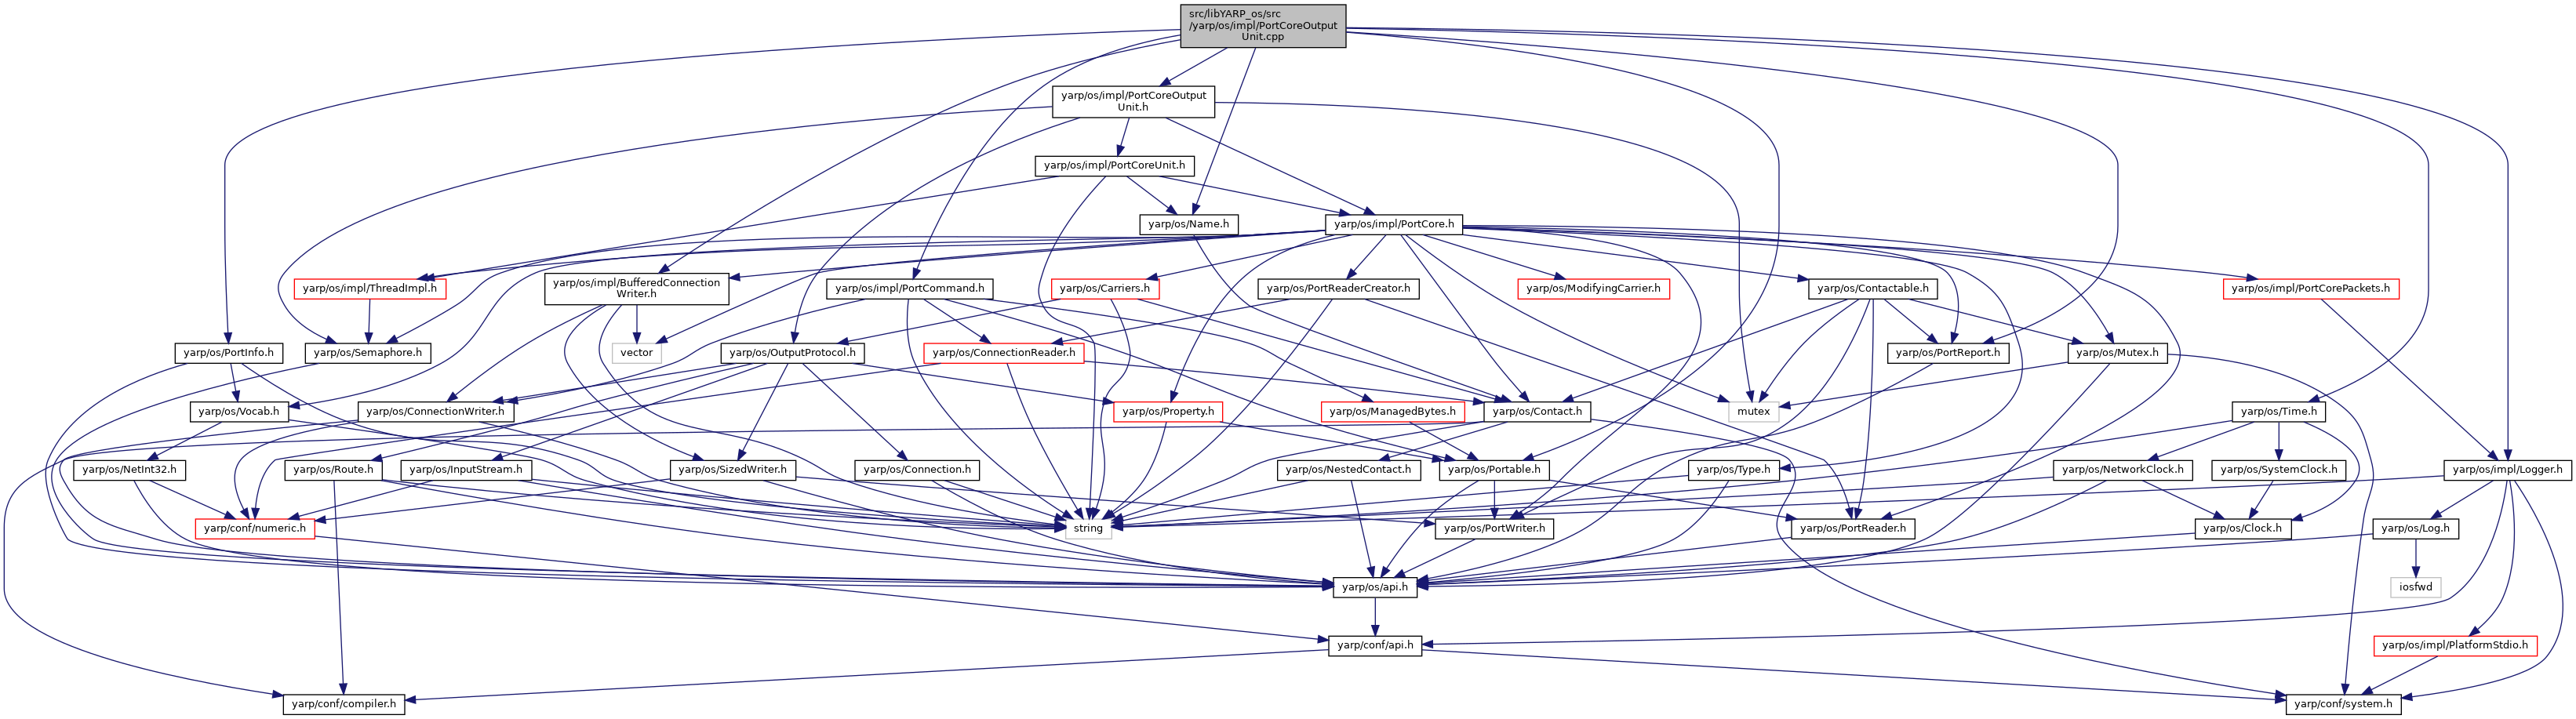 src/libYARP_os/src
/yarp/os/impl/PortCoreOutput
Unit.cpp
yarp/os/impl/PortCoreOutput
Unit.h
yarp/os/impl/PortCoreUnit.h
yarp/os/Name.h
yarp/os/impl/PortCore.h
yarp/os/impl/ThreadImpl.h
yarp/os/impl/BufferedConnection
Writer.h
yarp/os/impl/PortCommand.h
yarp/os/Carriers.h
yarp/os/PortReaderCreator.h
yarp/os/ModifyingCarrier.h
yarp/os/Contactable.h
yarp/os/impl/PortCorePackets.h
yarp/os/PortInfo.h
yarp/os/Semaphore.h
vector
yarp/os/OutputProtocol.h
yarp/os/ConnectionReader.h
yarp/os/PortReport.h
yarp/os/Mutex.h
yarp/os/Vocab.h
yarp/os/ConnectionWriter.h
yarp/os/Property.h
yarp/os/ManagedBytes.h
yarp/os/Contact.h
mutex
yarp/os/Time.h
yarp/os/NetInt32.h
yarp/os/Route.h
yarp/os/InputStream.h
yarp/os/SizedWriter.h
yarp/os/Connection.h
yarp/os/NestedContact.h
yarp/os/Portable.h
yarp/os/Type.h
yarp/os/NetworkClock.h
yarp/os/SystemClock.h
yarp/os/impl/Logger.h
yarp/conf/numeric.h
string
yarp/os/PortWriter.h
yarp/os/PortReader.h
yarp/os/Clock.h
yarp/os/Log.h
yarp/os/api.h
iosfwd
yarp/conf/api.h
yarp/os/impl/PlatformStdio.h
yarp/conf/compiler.h
yarp/conf/system.h